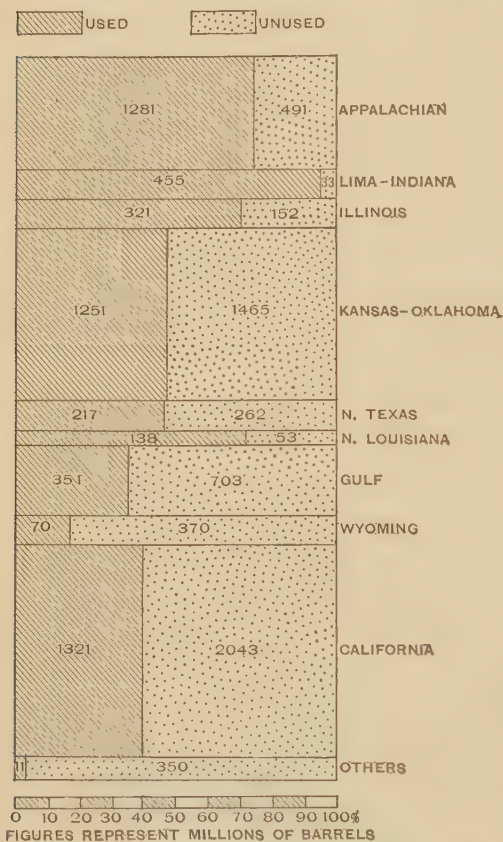 USED UNUSED
1281 491 APPALACHIAN
455 33 LIMA-INDIANA
321 152 ILLINOIS
1251 1465 KANSAS-OKLAHOMA
217 262 N. TEXAS
138 53 N. LOUISIANA
351 703 GULF
70 370 WYOMING
1321 2043 CALIFORNIA
11 350 OTHERS
0 10 20 30 40 50 60 70 80 90 100%
FIGURES REPRESENT MILLIONS OF BARRELS